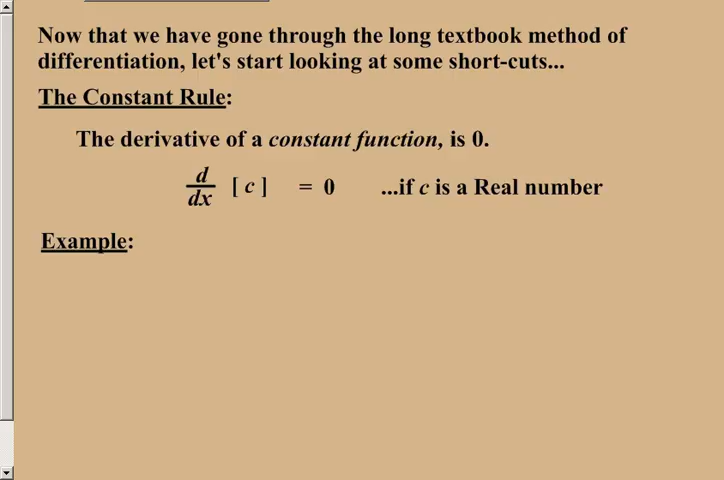 Now that we have gone through the long textbook method of
differentiation, let's start looking at some short-cuts...
The Constant Rule:
The derivative of a constant function, is 0.
d/dx [ c ] = 0 ...if c is a Real number
Example: